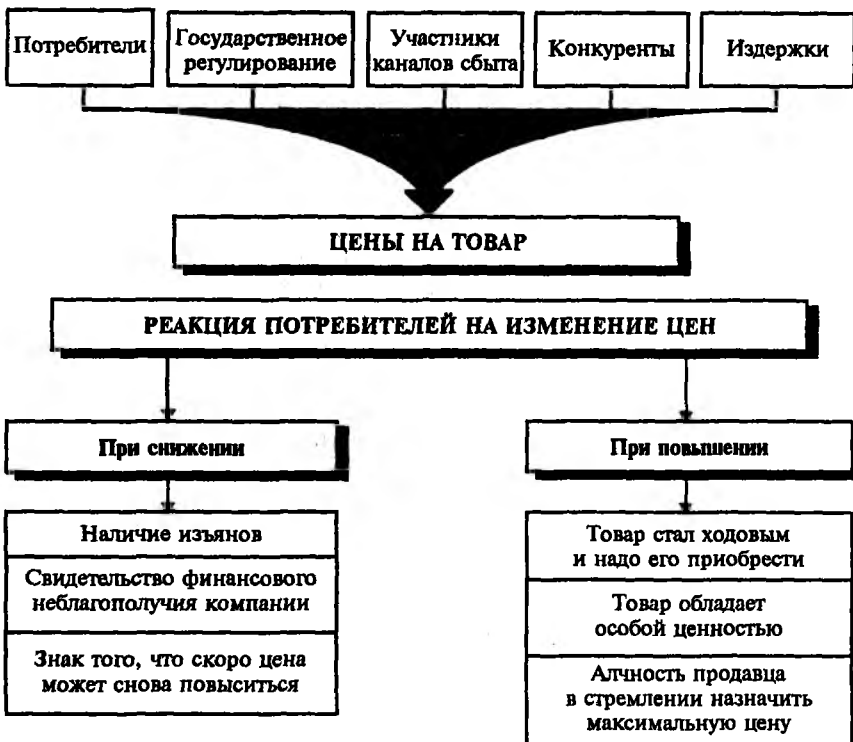 Потребители
Государственное
регулирование
Участники
каналов сбыта
Конкуренты
Издержки
ЦЕНЫ НА ТОВАР
РЕАКЦИЯ ПОТРЕБИТЕЛЕЙ НА ИЗМЕНЕНИЕ ЦЕН
При снижении
Наличие изъянов
Свидетельство финансового
неблагополучия компании
Знак того, что скоро цена
может снова повыситься
При повышении
Товар стал ходовым
и надо его приобрести
Товар обладает
особой ценностью
Алчность продавца
в стремлении назначить
максимальную цену